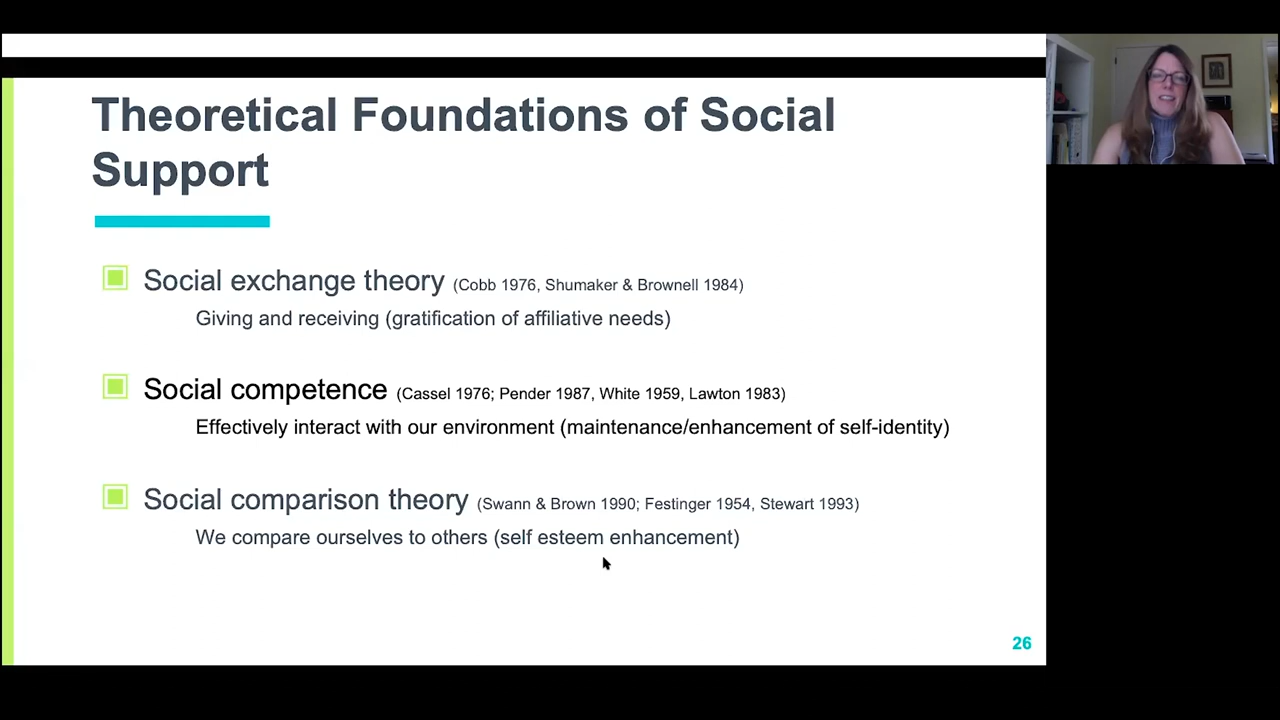 Theoretical Foundations of Social
Support
Social exchange theory (Cobb 1976, Shumaker & Brownell 1984)
Giving and receiving (gratification of affiliative needs)
Social competence (Cassel 1976; Pender 1987, White 1959, Lawton 1983)
Effectively interact with our environment (maintenance/enhancement of self-identity)
Social comparison theory (Swann & Brown 1990; Festinger 1954, Stewart 1993)
We compare ourselves to others (self esteem enhancement)
26